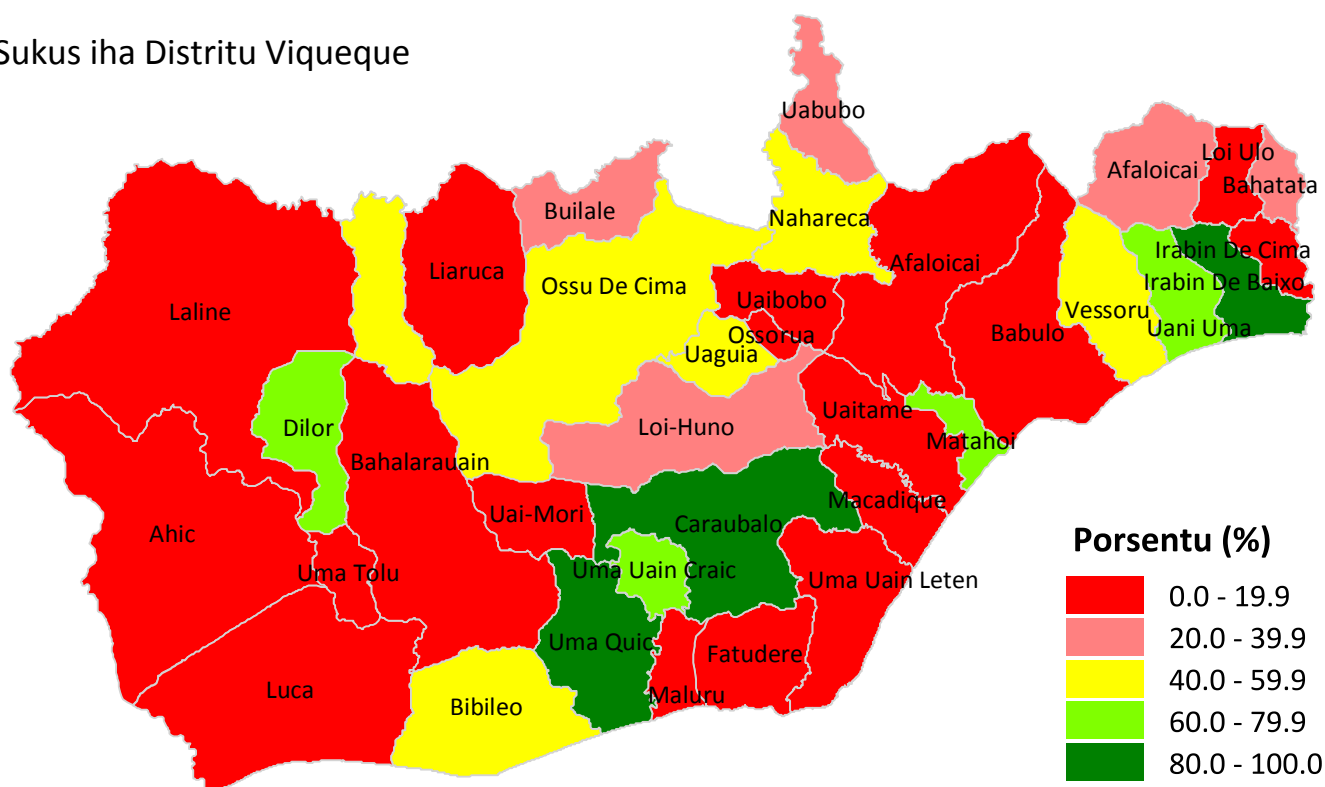 Sukus iha Distritu Viqueque
Uabubo
Loi Ulo
Afaloicai
Bahatata
Builale
Nahareca
Irabin De Cima
Afaloicai
Liaruca
Irabin De Baixo
Ossu De Cima
Uaibobo
Laline
Vessoru
Uani Uma
Ossorua
Babulo
Uaguia
Uaitame
Dilor
Loi-Huno
Matahoi
Bahalarauain
Macadique
Uai-Mori
Caraubalo
Ahic
Uma Tolu
Uma Uain Craic
Uma Uain Leten
Uma Quic
Fatudere
Luca
Maluru
Bibileo
Porsentu (%)
0.0 - 19.9
20.0 - 39.9
40.0 - 59.9
60.0 - 79.9
80.0 - 100.0